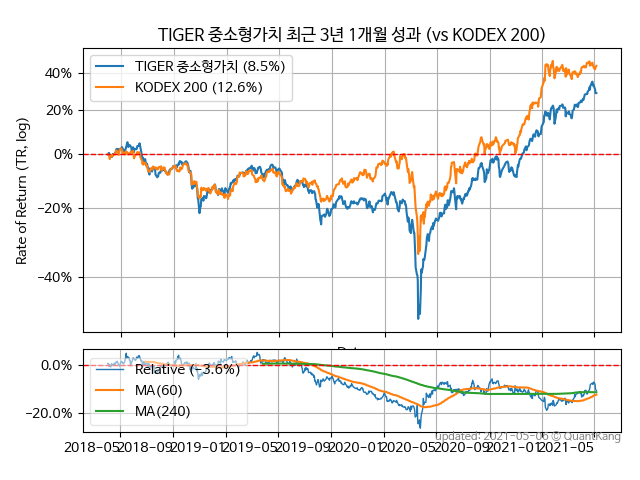 TIGER 중소형가치 최근 3년 1개월 성과 (vs KODEX 200)
TIGER 중소형가치 (8.5%)
KODEX 200 (12.6%)
Rate of Return (TR, log)
40%
20%
0%
−20%
−40%
Relative (−3.6%)
MA(60)
MA(240)
0.0%
−20.0%
2018-05 2018-09 2019-01 2019-05 2019-09 2020-01 2020-05 2020-09 2021-01 2021-05
updated: 2021-05-06 © QuantKang